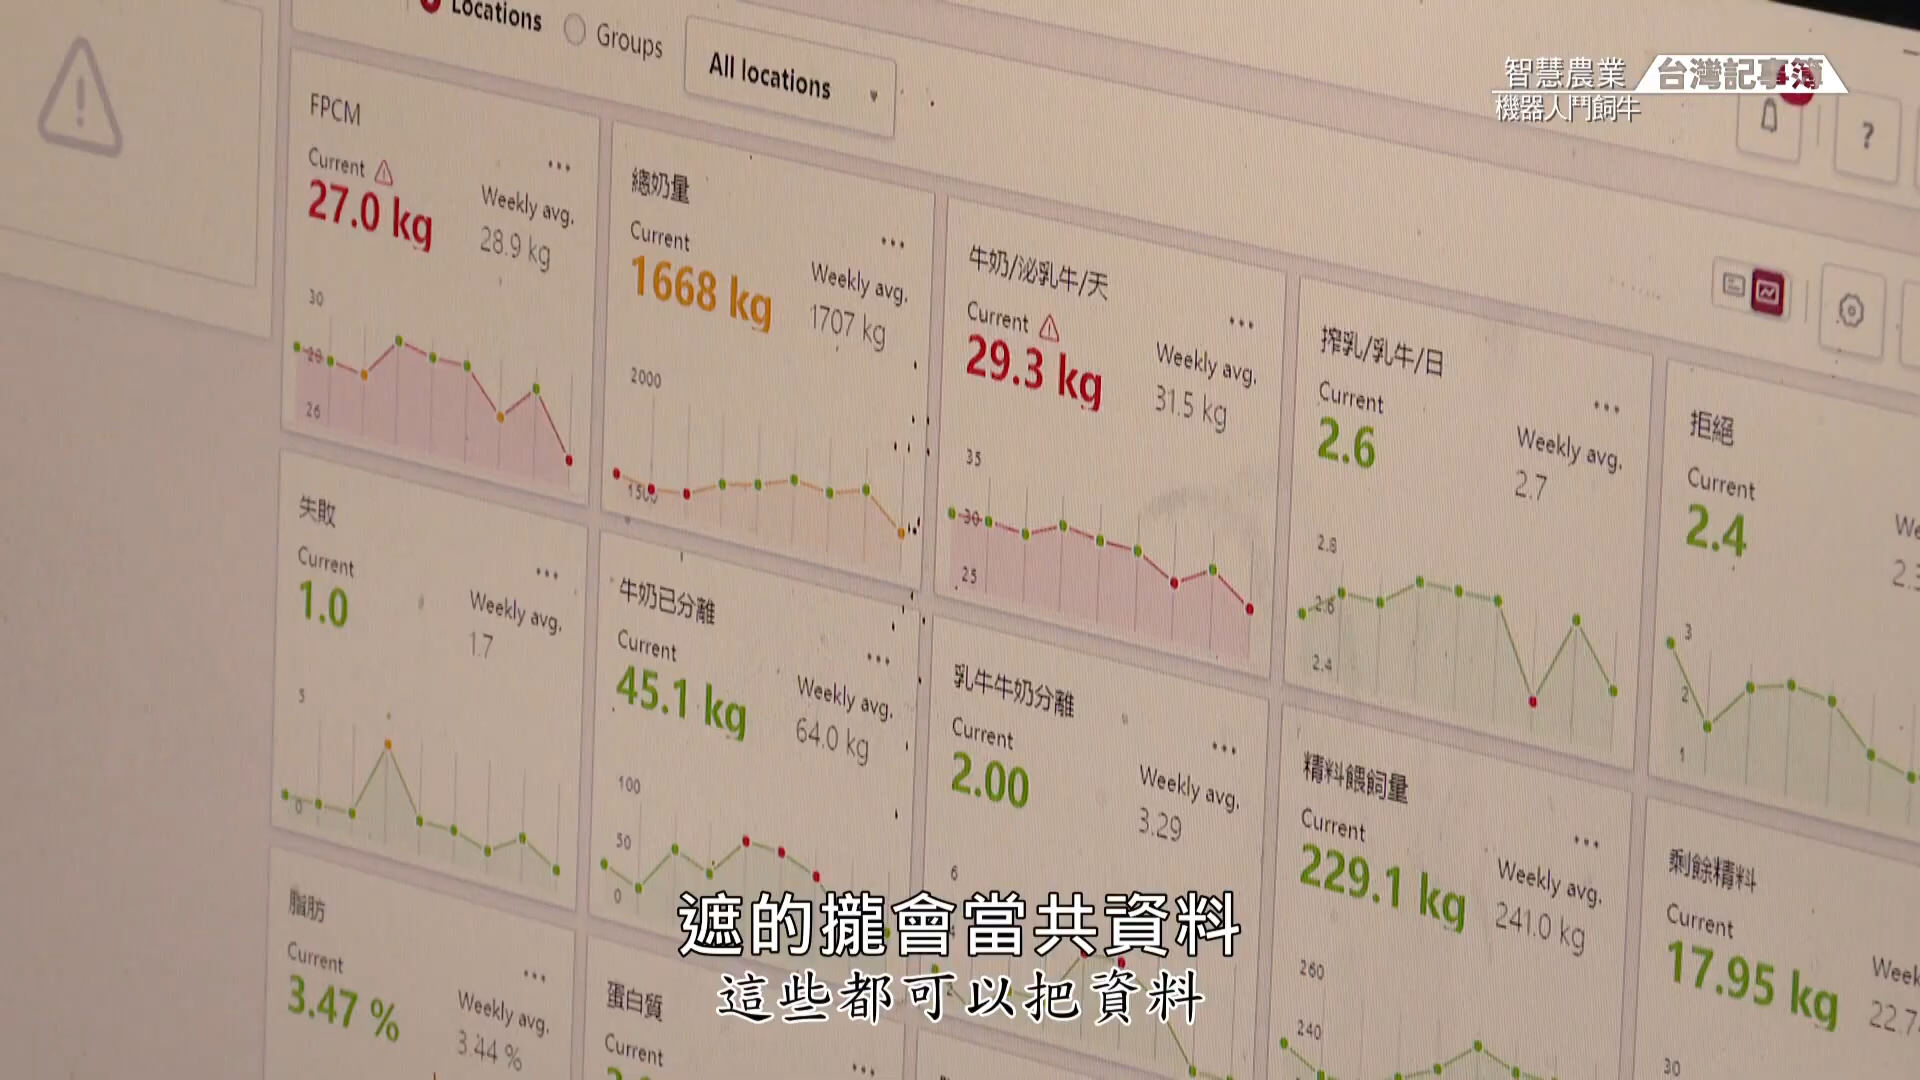 Locations
Groups
All locations
智慧農業
機器人鬥飼牛
台灣記事簿
?
FPCM
Current
27.0 kg
Weekly avg.
28.9 kg
30
28
26
總奶量
Current
1668 kg
Weekly avg.
1707 kg
2000
1500
牛奶/泌乳牛/天
Current
29.3 kg
Weekly avg.
31.5 kg
35
30
25
搾乳/乳牛/日
Current
2.6
Weekly avg.
2.7
2.8
2.6
2.4
拒絕
Current
2.4
We
2.3
3
2
1
失敗
Current
1.0
Weekly avg.
1.7
5
0
牛奶已分離
Current
45.1 kg
Weekly avg.
64.0 kg
100
50
0
乳牛牛奶分離
Current
2.00
Weekly avg.
3.29
6
精料餵飼量
Current
229.1 kg
Weekly avg.
241.0 kg
260
240
剩餘精料
Current
17.95 kg
Week
22.7
30
脂肪
Current
3.47 %
Weekly avg.
3.44 %
蛋白質
Current
遮的攏會當共資料
這些都可以把資料